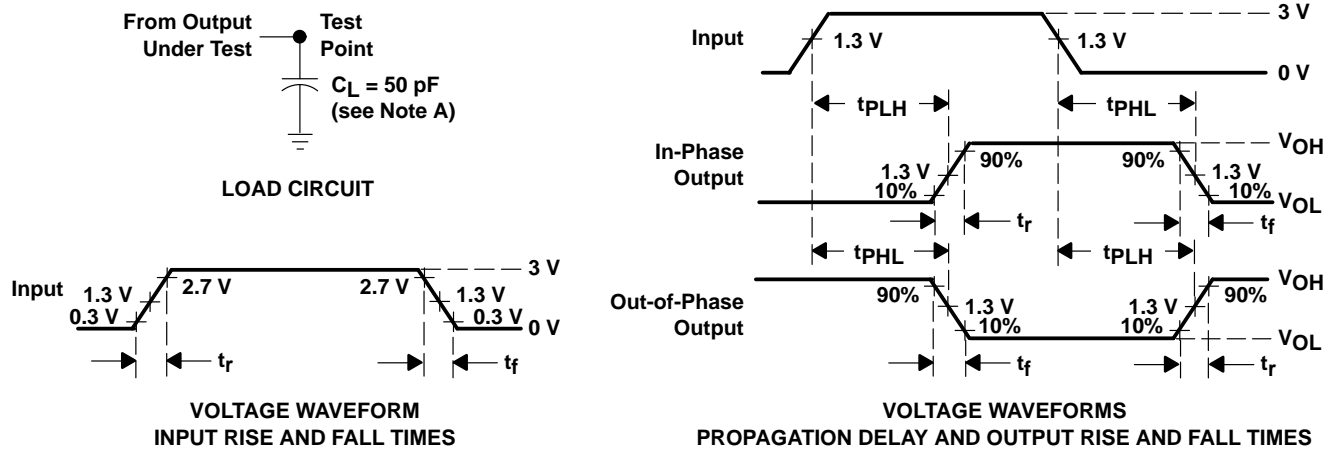 From Output
Under Test
Test
Point
CL = 50 pF
(see Note A)
LOAD CIRCUIT
Input
1.3 V
0.3 V
2.7 V
2.7 V
1.3 V
0.3 V
3 V
0 V
tr
tf
VOLTAGE WAVEFORM
INPUT RISE AND FALL TIMES
Input
1.3 V
1.3 V
3 V
0 V
tPLH
tPHL
In-Phase
Output
1.3 V
10%
90%
90%
1.3 V
10%
VOH
VOL
tr
tf
tPHL
tPLH
Out-of-Phase
Output
90%
1.3 V
10%
1.3 V
10%
90%
VOH
VOL
tf
tr
VOLTAGE WAVEFORMS
PROPAGATION DELAY AND OUTPUT RISE AND FALL TIMES